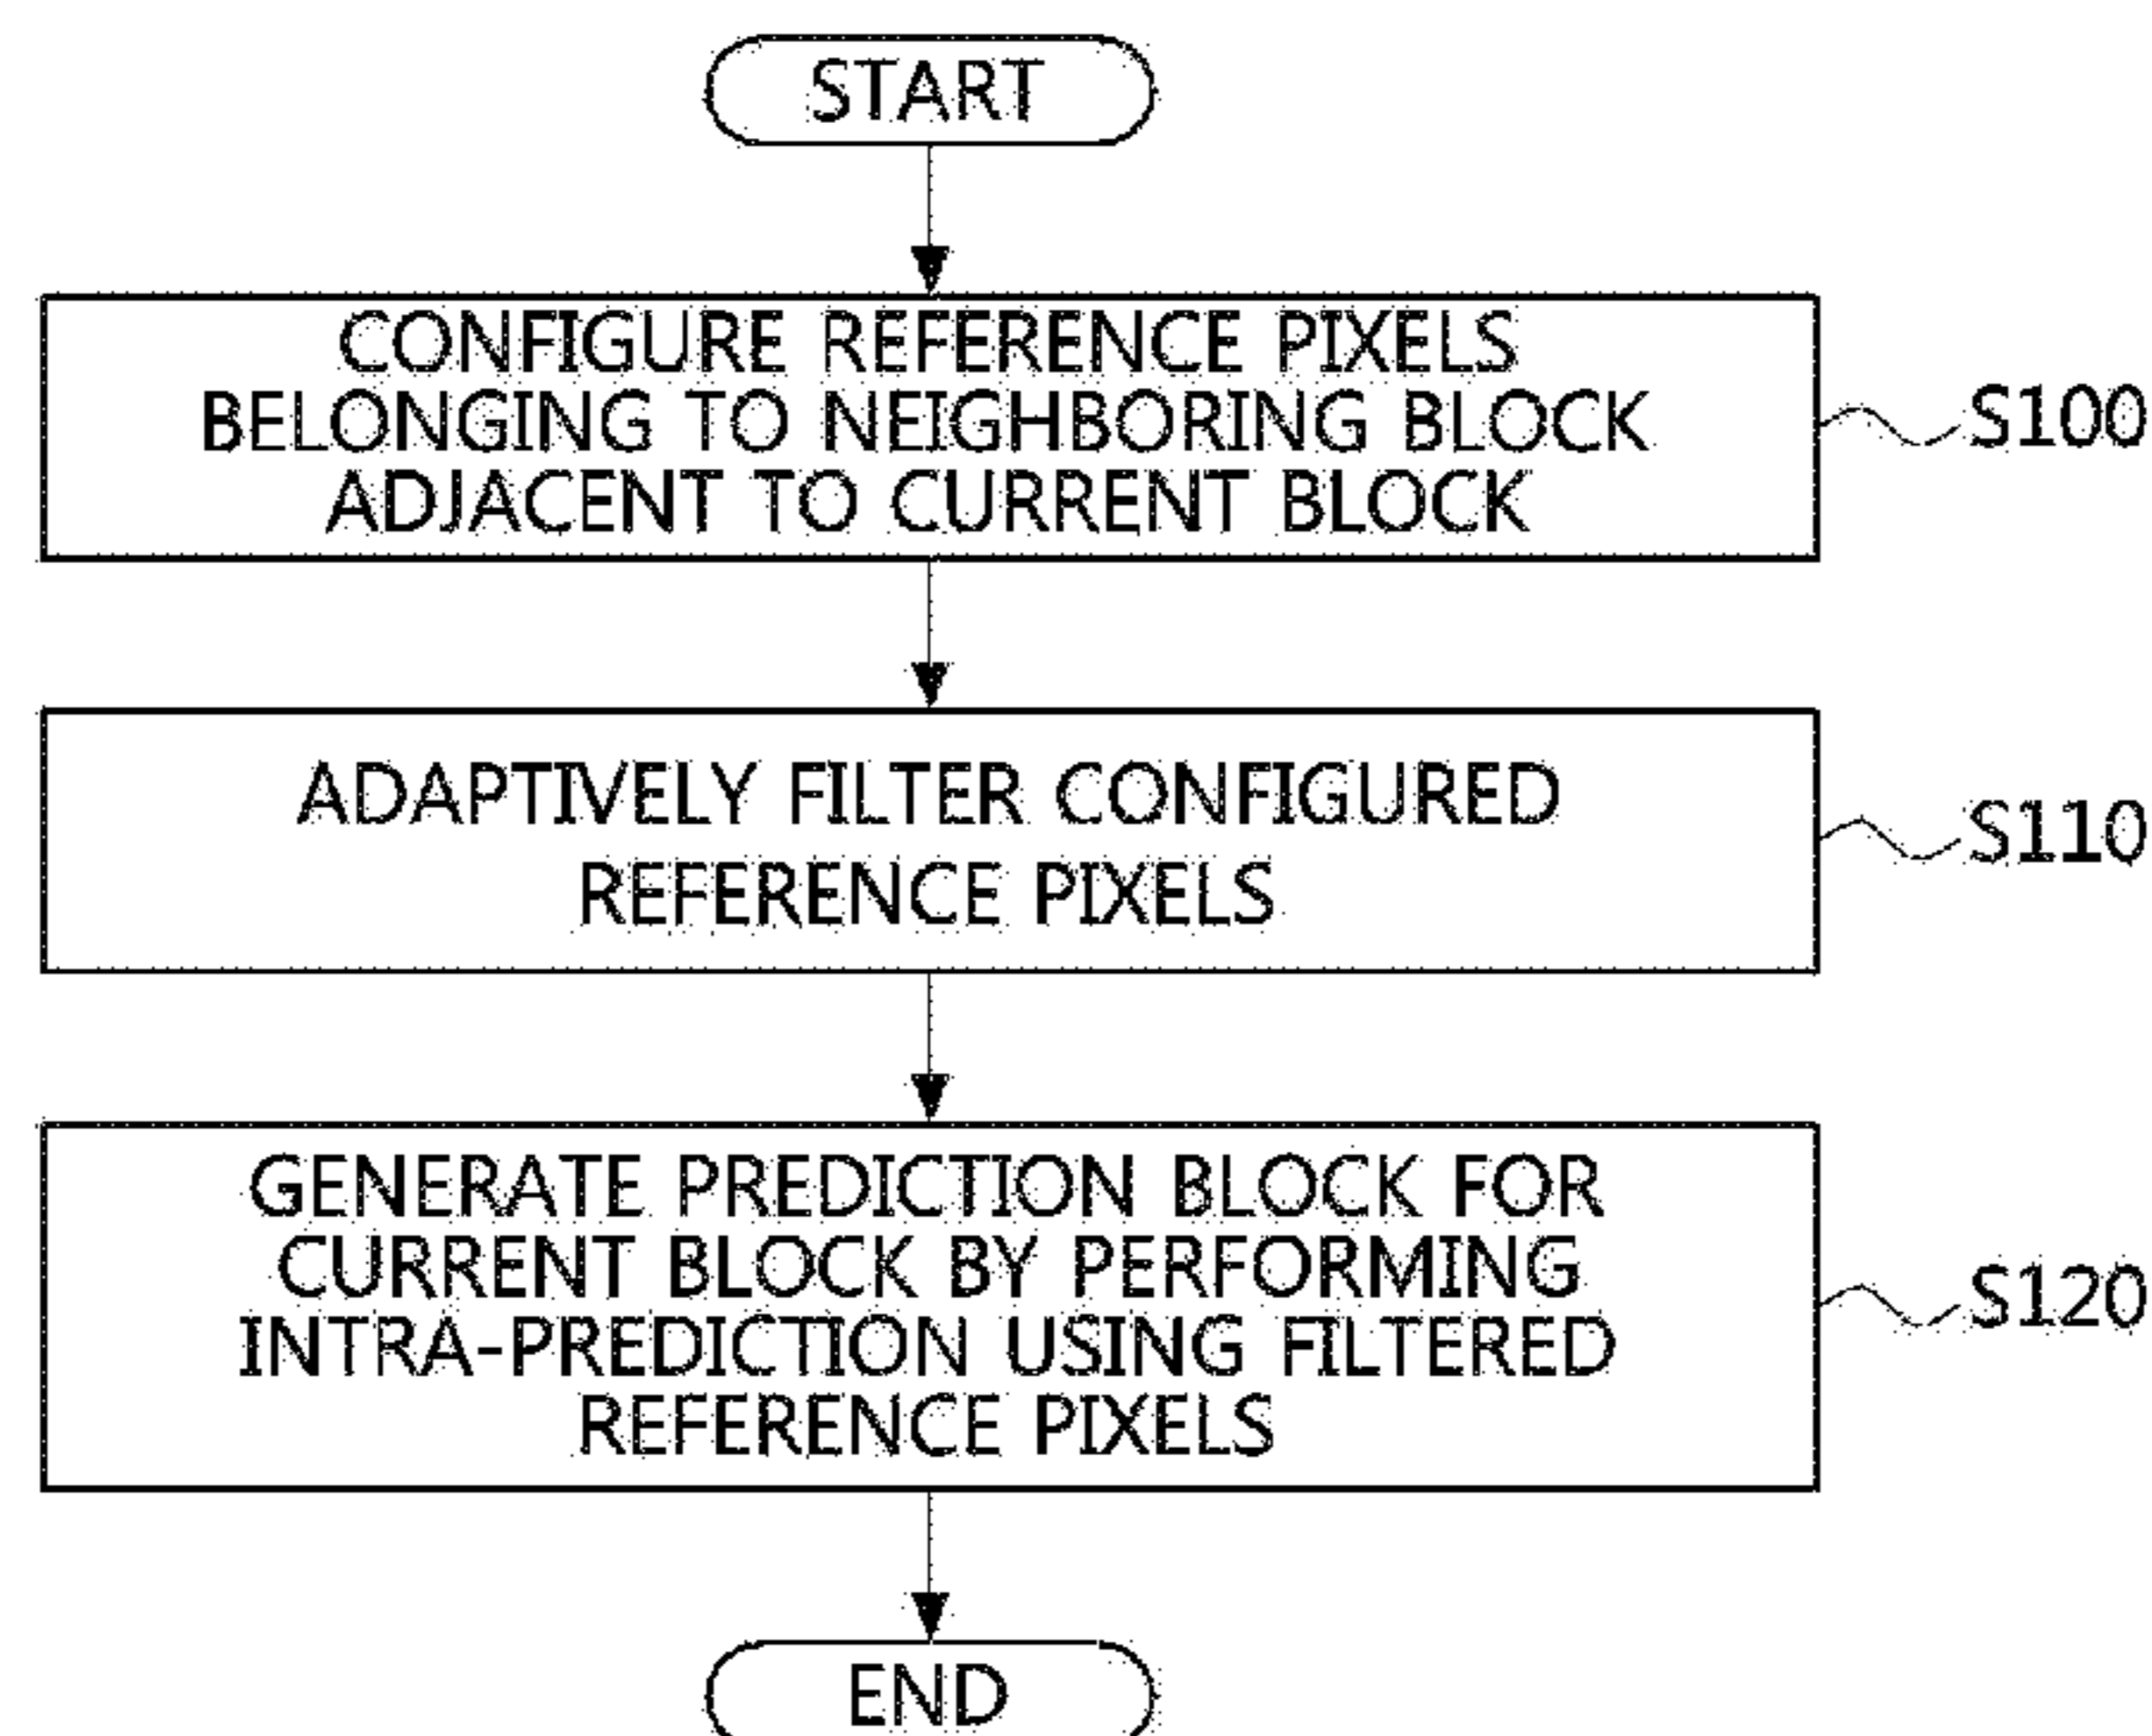 START
CONFIGURE REFERENCE PIXELS
BELONGING TO NEIGHBORING BLOCK
ADJACENT TO CURRENT BLOCK
S100
ADAPTIVELY FILTER CONFIGURED
REFERENCE PIXELS
S110
GENERATE PREDICTION BLOCK FOR
CURRENT BLOCK BY PERFORMING
INTRA-PREDICTION USING FILTERED
REFERENCE PIXELS
S120
END